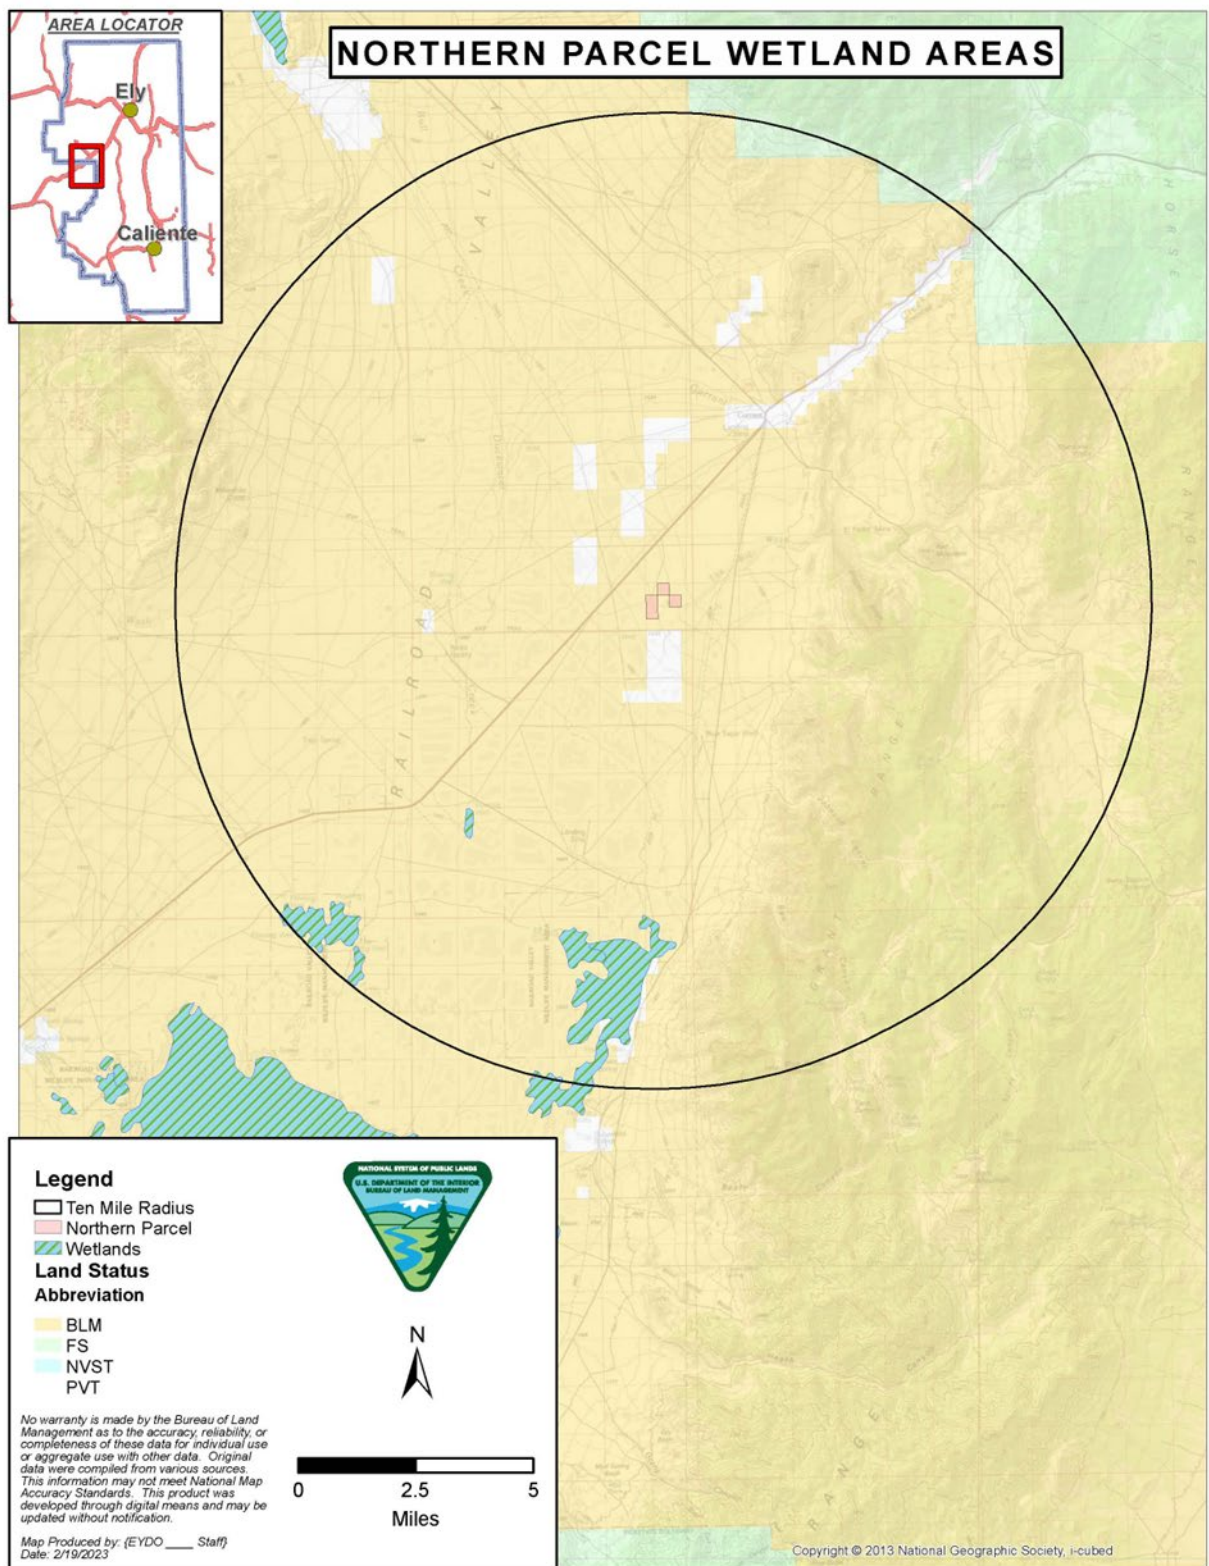 AREA LOCATOR
Ely
Caliente
NORTHERN PARCEL WETLAND AREAS
VALLEY
HORSE
RANGE
RAILROAD
RANGE
RANGE
Legend
Ten Mile Radius
Northern Parcel
Wetlands
Land Status
Abbreviation
BLM
FS
NVST
PVT
NATIONAL SYSTEM OF PUBLIC LANDS
U.S. DEPARTMENT OF THE INTERIOR
BUREAU OF LAND MANAGEMENT
N
0 2.5 5
Miles
No warranty is made by the Bureau of Land
Management as to the accuracy, reliability, or
completeness of these data for individual use
or aggregate use with other data. Original
data were compiled from various sources.
This information may not meet National Map
Accuracy Standards. This product was
developed through digital means and may be
updated without notification.
Map Produced by: {EYDO ____ Staff}
Date: 2/19/2023
Copyright © 2013 National Geographic Society, i-cubed